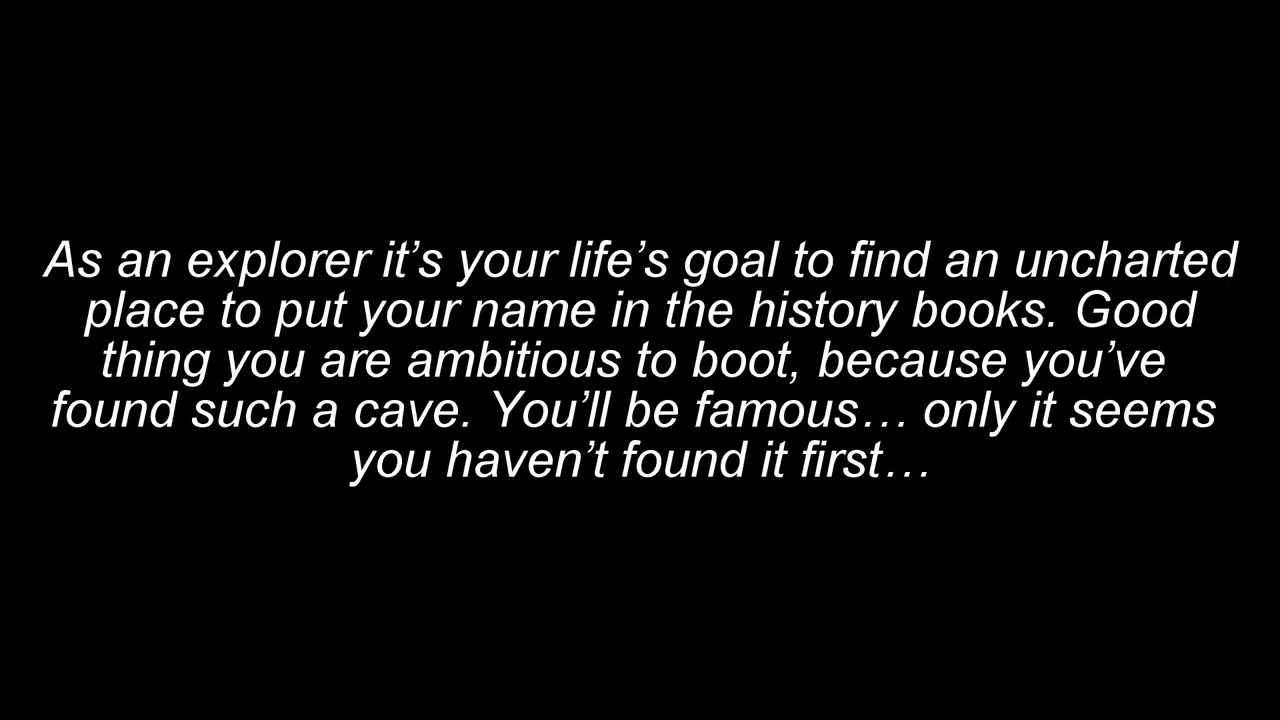 As an explorer it’s your life’s goal to find an uncharted
place to put your name in the history books. Good
thing you are ambitious to boot, because you’ve
found such a cave. You’ll be famous… only it seems
you haven’t found it first…